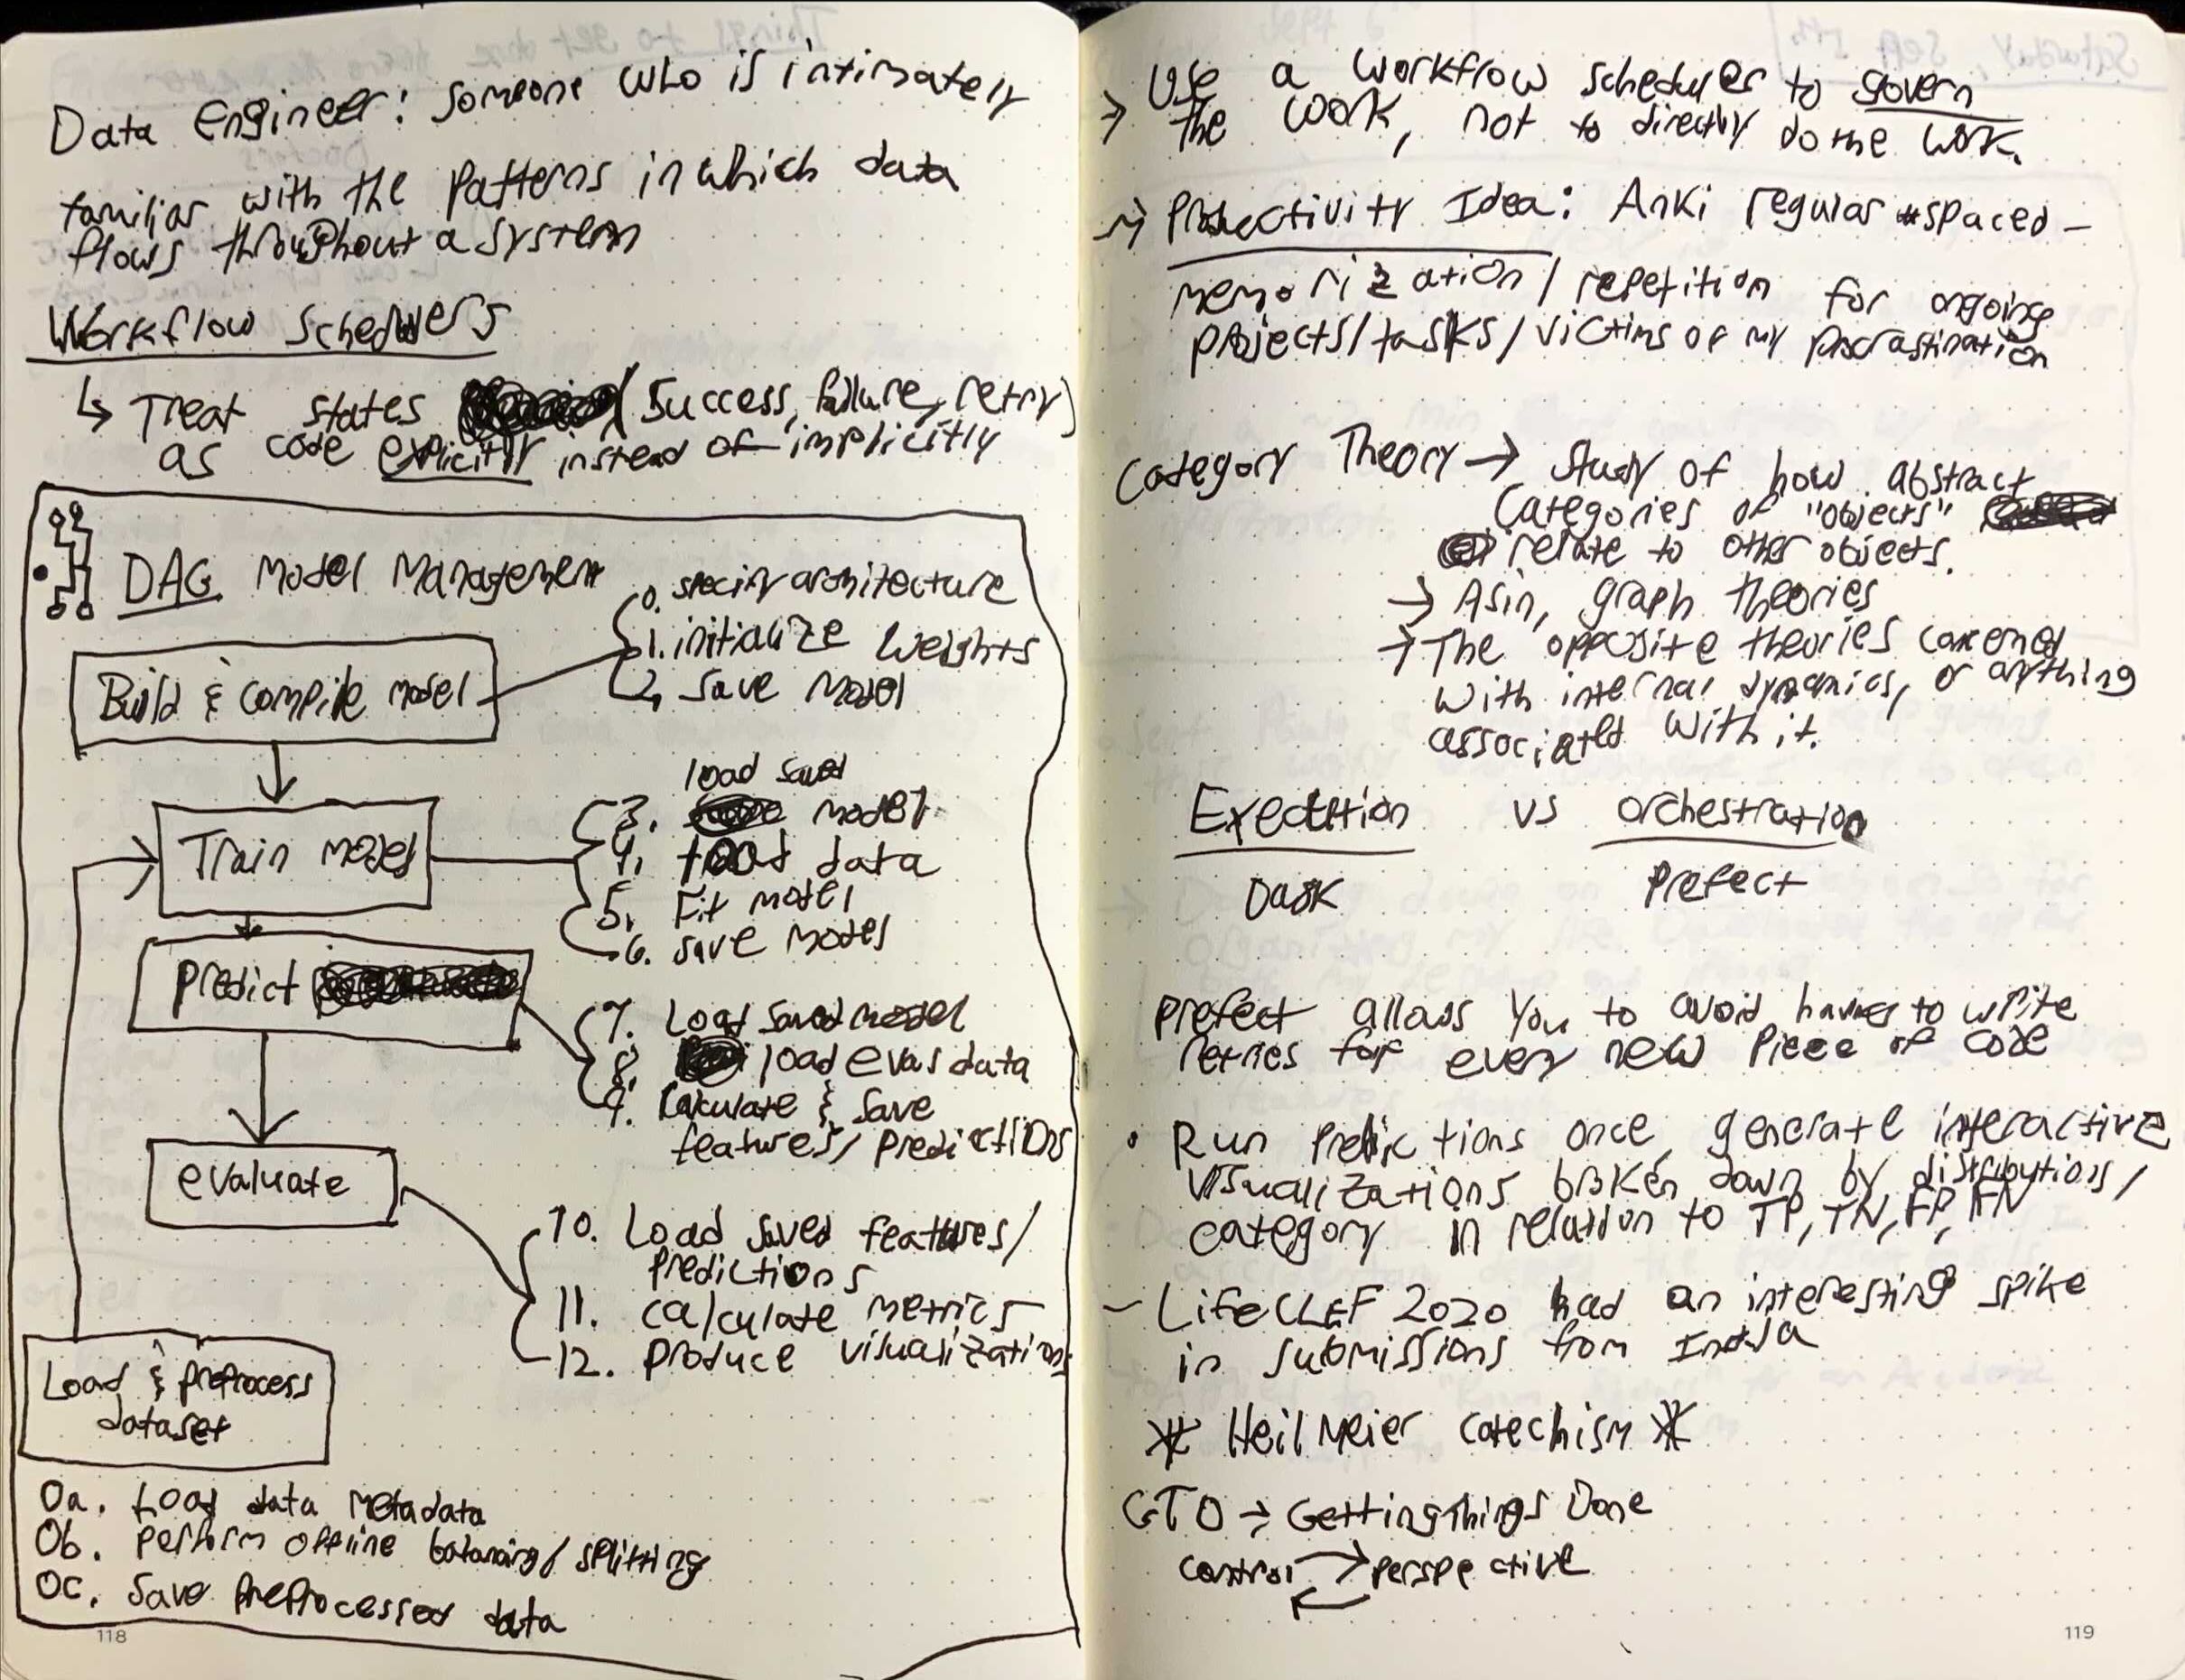 Data Engineer: someone who is intimately
familiar with the patterns in which data
flows throughout a system
Workflow Schedulers
↳ Treat states (success, failure, retry)
as code explicitly instead of implicitly
DAG Model Management
Build & compile model
0. specify architecture
1. initialize weights
2. save model
Train model
load saved
3. model
4. load data
5. Fit model
6. save model
Predict
7. Load saved model
8. load eval data
9. Calculate & save
features/predictions
evaluate
10. Load saved features/
predictions
11. calculate metrics
12. produce visualizations
Load & preprocess
dataset
0a. Load data metadata
0b. Perform offline balancing/splitting
0c. Save preprocessed data
118
→ Use a workflow scheduler to govern
the work, not to directly do the work.
→ Productivity Idea: Anki regular spaced-
memorization/repetition for ongoing
projects/tasks/victims of my procrastination
Category Theory → Study of how abstract
Categories of "objects"
relate to other objects.
→ Asin, graph theories
→ The opposite theories concerned
with internal dynamics, or anything
associated with it.
Execution vs orchestration
Dask Prefect
Prefect allows you to avoid having to write
retries for every new piece of code
• Run predictions once, generate interactive
visualizations broken down by distributions/
category in relation to TP, TN, FP, FN
- LifeCLEF 2020 had an interesting spike
in submissions from India
* HeilMeier Catechism *
GTD → Getting Things Done
control → perspective
←
119